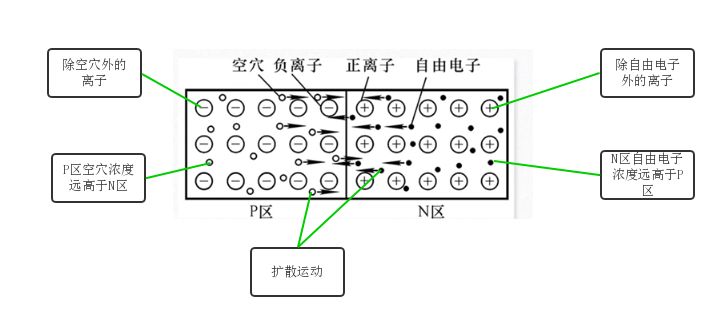 空穴 负离子 正离子 自由电子
除空穴外的
离子
除自由电子
外的离子
P区空穴浓度
远高于N区
N区自由电子
浓度远高于P
区
P区
N区
扩散运动